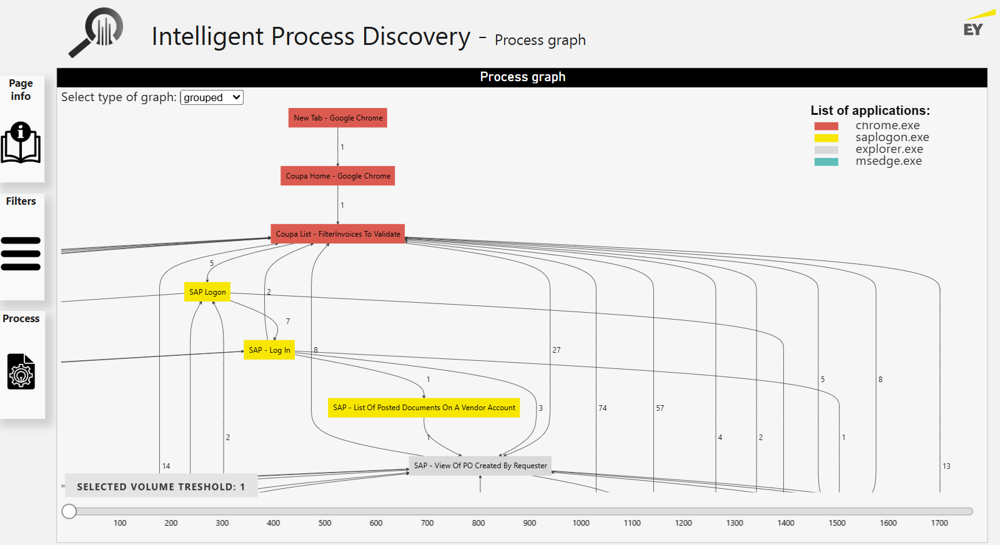 Intelligent Process Discovery - Process graph
EY
Page
info
Filters
Process
Process graph
Select type of graph: grouped
List of applications:
chrome.exe
saplogon.exe
explorer.exe
msedge.exe
New Tab - Google Chrome
1
Coupa Home - Google Chrome
1
Coupa List - FilterInvoices To Validate
5
SAP Logon
2
7
SAP - Log In
8
27
1
5
8
SAP - List Of Posted Documents On A Vendor Account
3
74
57
2
1
4
2
1
SAP - View Of PO Created By Requester
14
13
SELECTED VOLUME TRESHOLD: 1
100 200 300 400 500 600 700 800 900 1000 1100 1200 1300 1400 1500 1600 1700